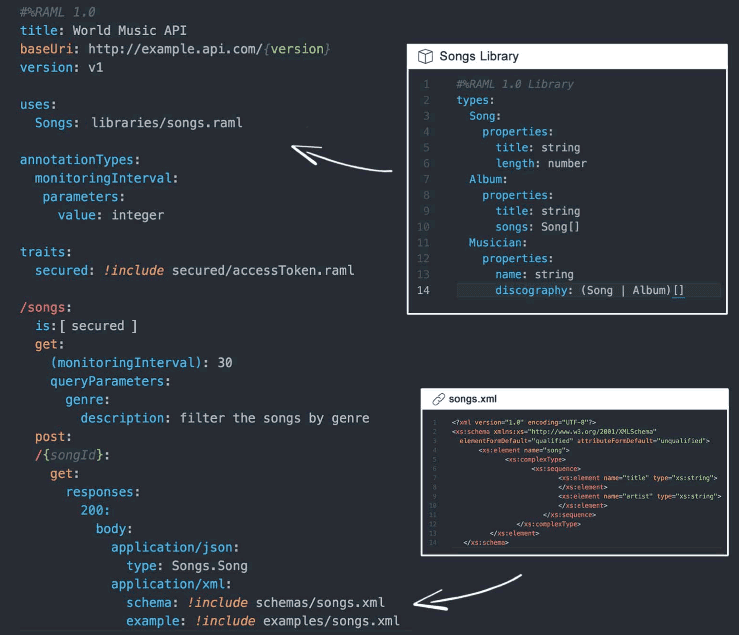 #%RAML 1.0
title: World Music API
baseUri: http://example.api.com/{version}
version: v1
uses:
Songs: libraries/songs.raml
annotationTypes:
monitoringInterval:
parameters:
value: integer
traits:
secured: !include secured/accessToken.raml
/songs:
is:[ secured ]
get:
(monitoringInterval): 30
queryParameters:
genre:
description: filter the songs by genre
post:
/{songId}:
get:
responses:
200:
body:
application/json:
type: Songs.Song
application/xml:
schema: !include schemas/songs.xml
example: !include examples/songs.xml
Songs Library
1 #%RAML 1.0 Library
2 types:
3 Song:
4 properties:
5 title: string
6 length: number
7 Album:
8 properties:
9 title: string
10 songs: Song[]
11 Musician:
12 properties:
13 name: string
14 discography: (Song | Album)[]
songs.xml
1 <?xml version="1.0" encoding="UTF-8"?>
2 <xs:schema xmlns:xs="http://www.w3.org/2001/XMLSchema"
3 elementFormDefault="qualified" attributeFormDefault="unqualified">
4 <xs:element name="song">
5 <xs:complexType>
6 <xs:sequence>
7 <xs:element name="title" type="xs:string">
8 </xs:element>
9 <xs:element name="artist" type="xs:string">
10 </xs:element>
11 </xs:sequence>
12 </xs:complexType>
13 </xs:element>
14 </xs:schema>